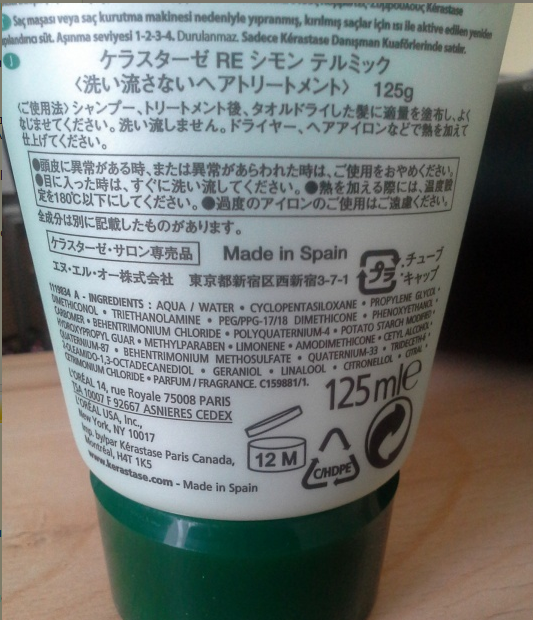 Kérastase
Saç maşası veya saç kurutma makinesi nedeniyle yıpranmış, kırılmış saçlar için ısı ile aktive edilen yeniden
yapılandırıcı süt. Aşınma seviyesi 1-2-3-4. Durulanmaz. Sadece Kérastase Danışman Kuaförlerinde satılır.
J
ケラスターゼ RE シモン テルミック
〈洗い流さないヘアトリートメント〉 125g
〈ご使用法〉シャンプー、トリートメント後、タオルドライした髪に適量を塗布し、よく
なじませてください。洗い流しません。ドライヤー、ヘアアイロンなどで熱を加えて
仕上げてください。
●頭皮に異常がある時、または異常があらわれた時は、ご使用をおやめください。
●目に入った時は、すぐに洗い流してください。●熱を加える際には、温度設
定を180℃以下にしてください。●過度のアイロンのご使用はご遠慮ください。
全成分は別に記載したものがあります。
ケラスターゼ・サロン専売品 Made in Spain プラ :チューブ
・キャップ
エヌ・エル・オー株式会社 東京都新宿区西新宿3-7-1
1119834 A - INGREDIENTS : AQUA / WATER • CYCLOPENTASILOXANE • PROPYLENE GLYCOL •
DIMETHICONOL • TRIETHANOLAMINE • PEG/PPG-17/18 DIMETHICONE • PHENOXYETHANOL •
CARBOMER • BEHENTRIMONIUM CHLORIDE • POLYQUATERNIUM-4 • POTATO STARCH MODIFIED •
HYDROXYPROPYL GUAR • METHYLPARABEN • LIMONENE • AMODIMETHICONE • CETYL ALCOHOL •
QUATERNIUM-87 • BEHENTRIMONIUM METHOSULFATE • QUATERNIUM-33 • TRIDECETH-
2-OLEAMIDO-1,3-OCTADECANEDIOL • GERANIOL • LINALOOL • CITRONELLOL • CITRAL •
CETRIMONIUM CHLORIDE • PARFUM / FRAGRANCE. C159881/1.
L'ORÉAL 14, rue Royale 75008 PARIS
TSA 10007 F 92667 ASNIERES CEDEX
L'ORÉAL USA, Inc.,
New York, NY 10017
Imp. by/par Kérastase Paris Canada,
Montréal, H4T 1K5
www.kerastase.com - Made in Spain
125 ml e
12 M
C/HDPE